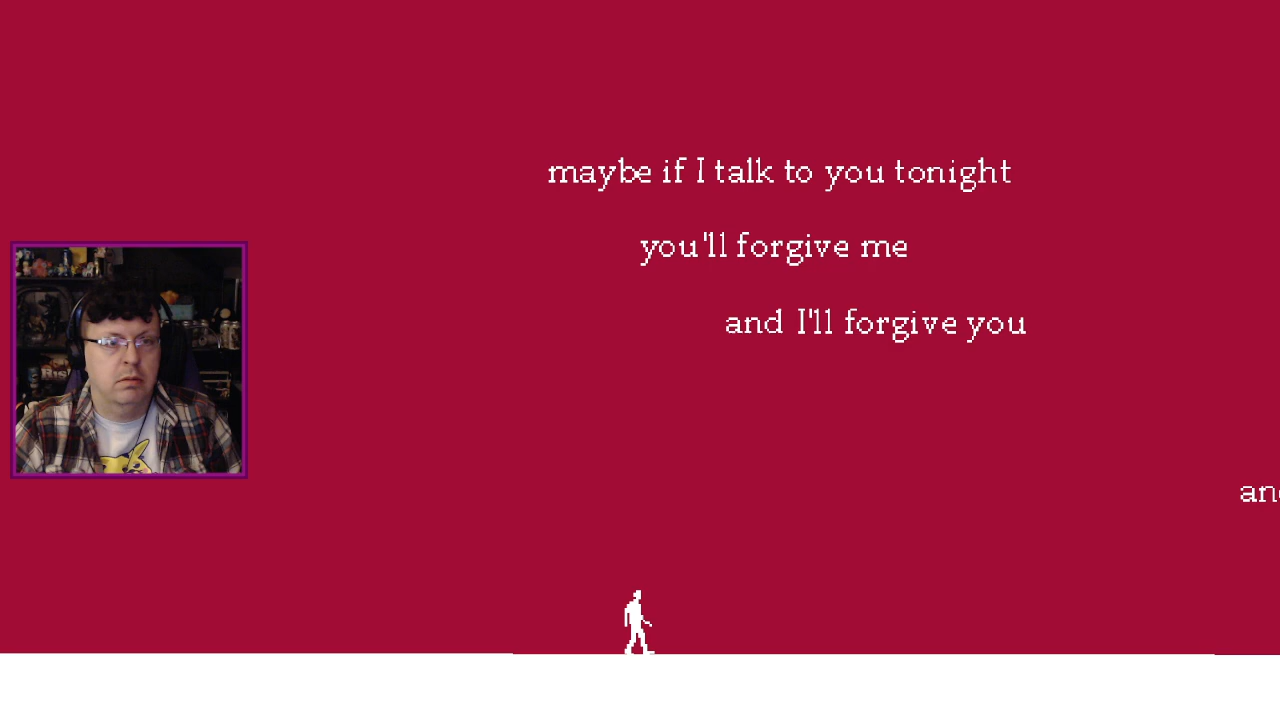 maybe if I talk to you tonight
you'll forgive me
and I'll forgive you